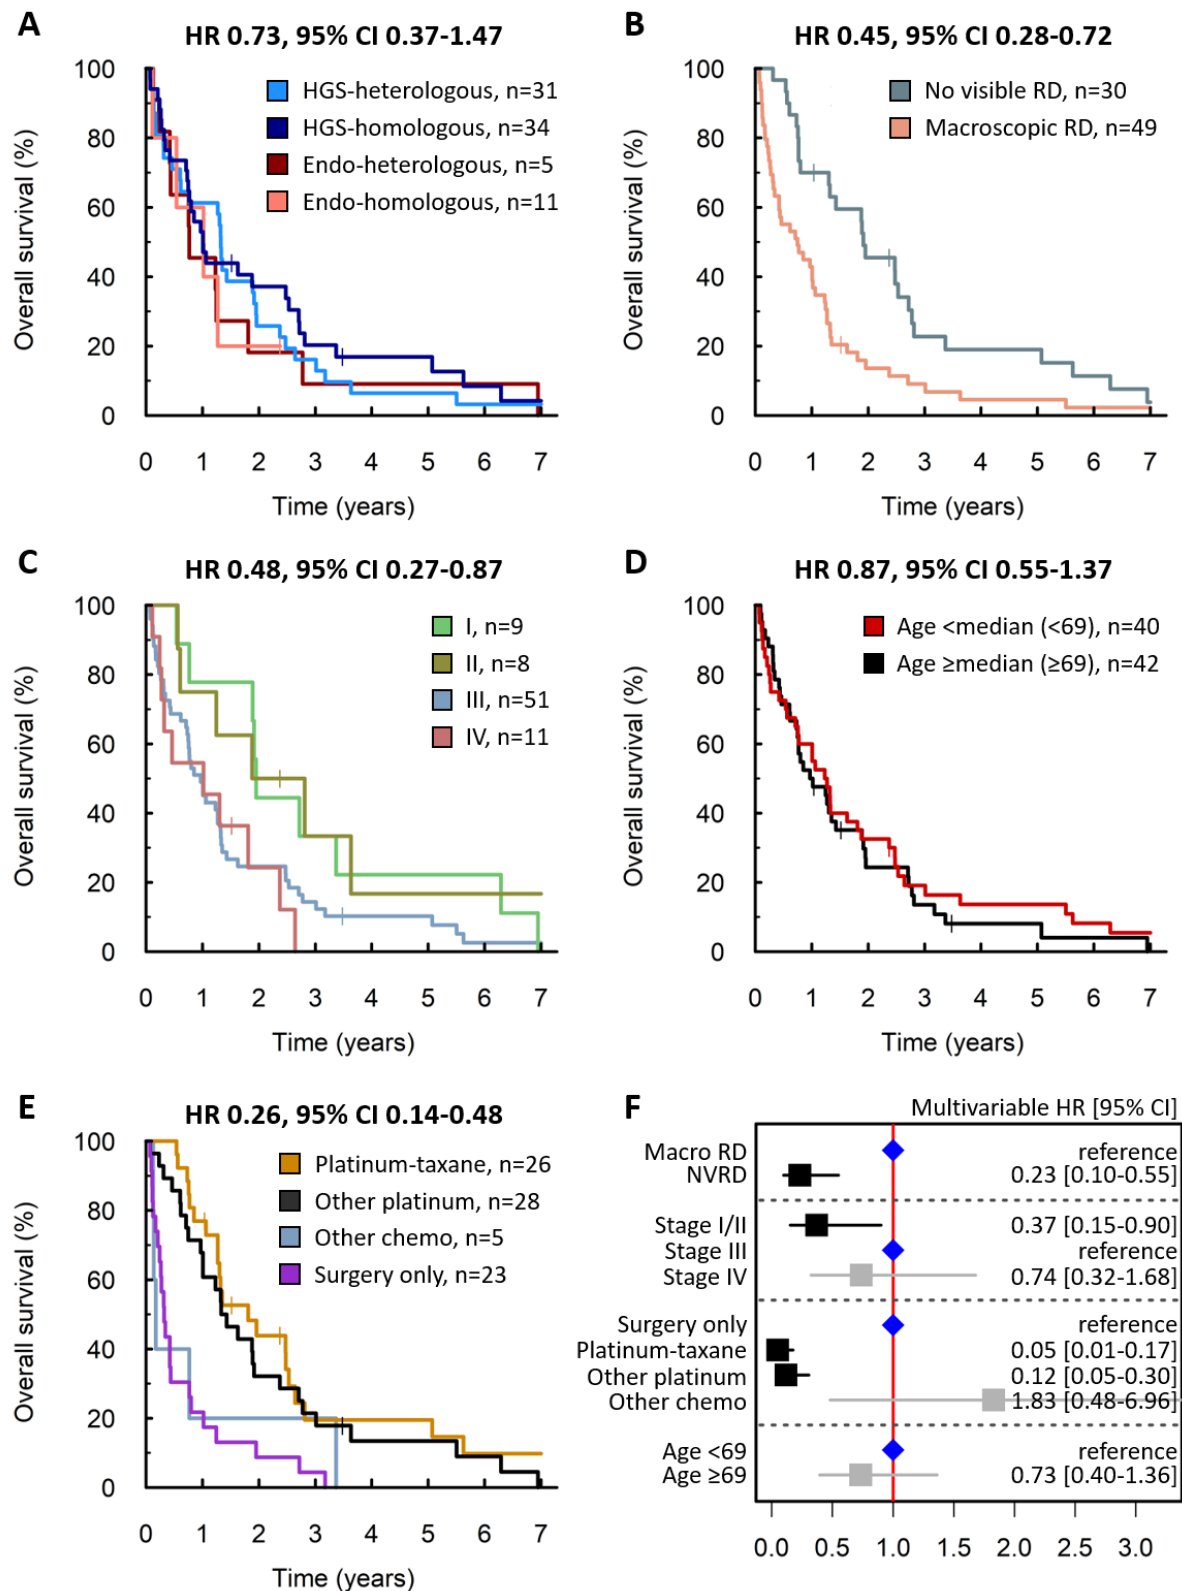 A
HR 0.73, 95% CI 0.37-1.47
100
80
60
40
20
0
Overall survival (%)
HGS-heterologous, n=31
HGS-homologous, n=34
Endo-heterologous, n=5
Endo-homologous, n=11
0 1 2 3 4 5 6 7
Time (years)
B
HR 0.45, 95% CI 0.28-0.72
100
80
60
40
20
0
Overall survival (%)
No visible RD, n=30
Macroscopic RD, n=49
0 1 2 3 4 5 6 7
Time (years)
C
HR 0.48, 95% CI 0.27-0.87
100
80
60
40
20
0
Overall survival (%)
I, n=9
II, n=8
III, n=51
IV, n=11
0 1 2 3 4 5 6 7
Time (years)
D
HR 0.87, 95% CI 0.55-1.37
100
80
60
40
20
0
Overall survival (%)
Age <median (<69), n=40
Age ≥median (≥69), n=42
0 1 2 3 4 5 6 7
Time (years)
E
HR 0.26, 95% CI 0.14-0.48
100
80
60
40
20
0
Overall survival (%)
Platinum-taxane, n=26
Other platinum, n=28
Other chemo, n=5
Surgery only, n=23
0 1 2 3 4 5 6 7
Time (years)
F
Multivariable HR [95% CI]
Macro RD reference
NVRD 0.23 [0.10-0.55]
Stage I/II 0.37 [0.15-0.90]
Stage III reference
Stage IV 0.74 [0.32-1.68]
Surgery only reference
Platinum-taxane 0.05 [0.01-0.17]
Other platinum 0.12 [0.05-0.30]
Other chemo 1.83 [0.48-6.96]
Age <69 reference
Age ≥69 0.73 [0.40-1.36]
0.0 0.5 1.0 1.5 2.0 2.5 3.0